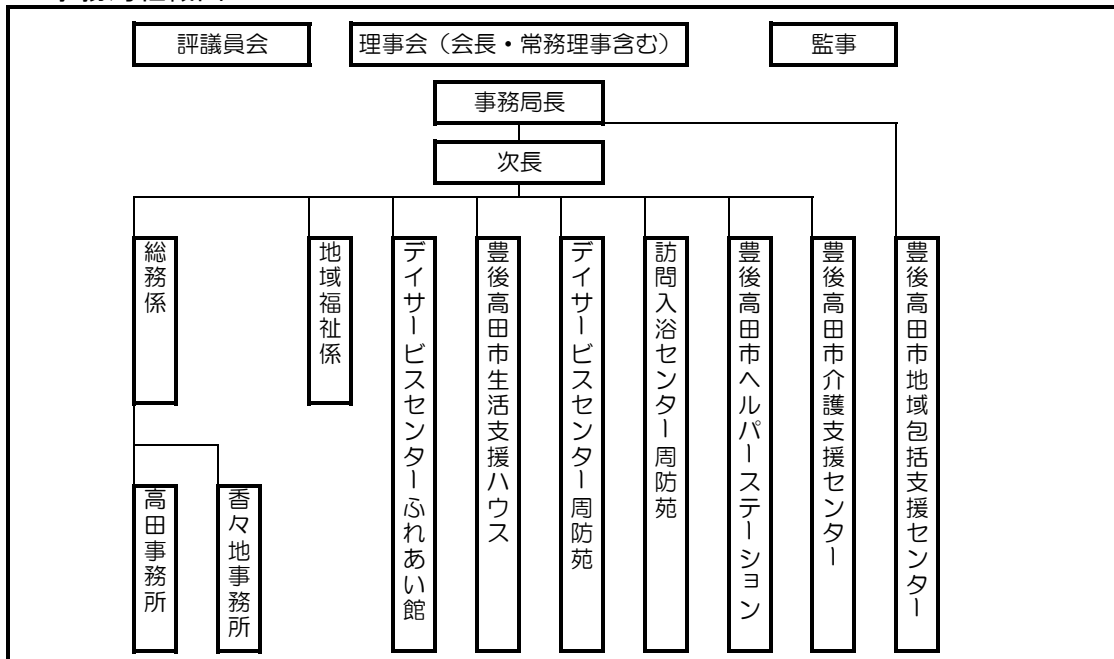 評議員会
理事会（会長・常務理事含む）
監事
事務局長
次長
総務係
地域福祉係
デイサービスセンターふれあい館
豊後高田市生活支援ハウス
デイサービスセンター周防苑
訪問入浴センター周防苑
豊後高田市ヘルパーステーション
豊後高田市介護支援センター
豊後高田市地域包括支援センター
高田事務所
香々地事務所